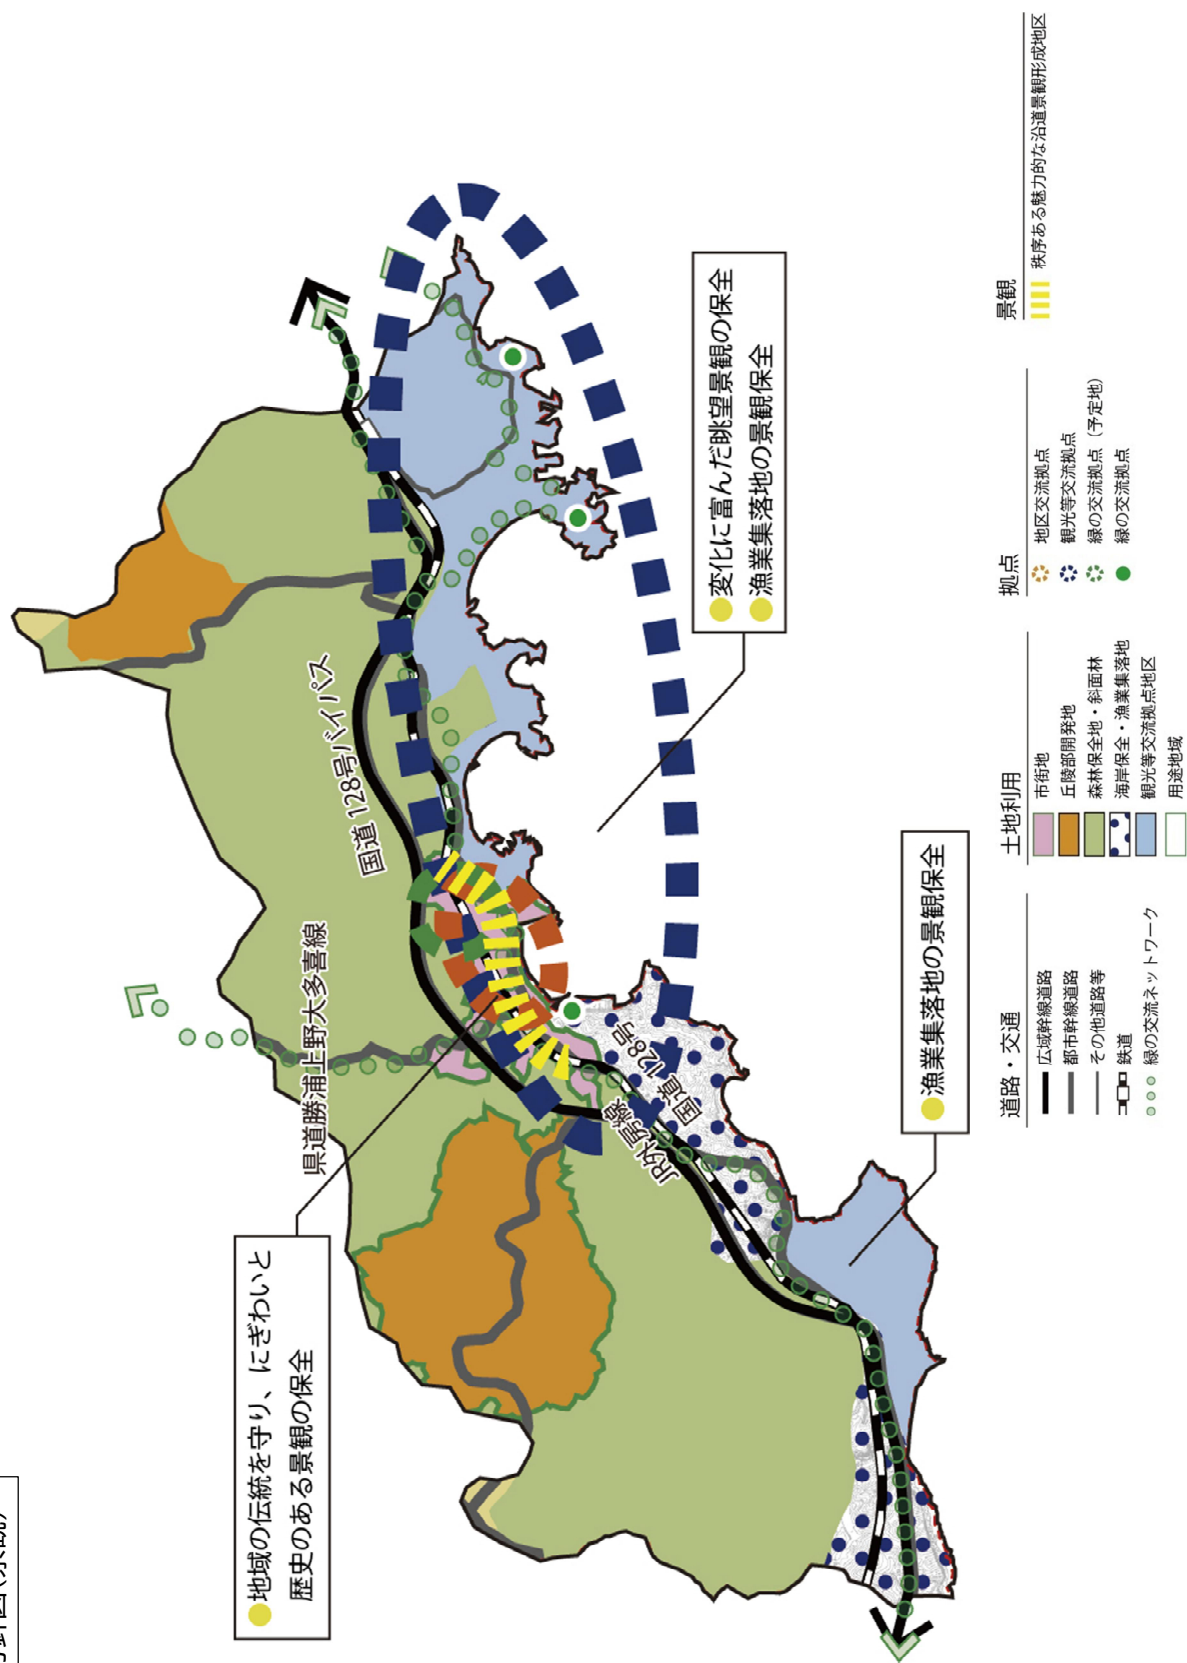 国道128号バイパス
県道勝浦上野大多喜線
JR外房線
国道128号
●地域の伝統を守り、にぎわいと
歴史のある景観の保全
●変化に富んだ眺望景観の保全
●漁業集落地の景観保全
●漁業集落地の景観保全
道路・交通
広域幹線道路
都市幹線道路
その他道路等
鉄道
緑の交流ネットワーク
土地利用
市街地
丘陵部開発地
森林保全地・斜面林
海岸保全・漁業集落地
観光等交流拠点地区
用途地域
拠点
地区交流拠点
観光等交流拠点
緑の交流拠点（予定地）
緑の交流拠点
景観
秩序ある魅力的な沿道景観形成地区